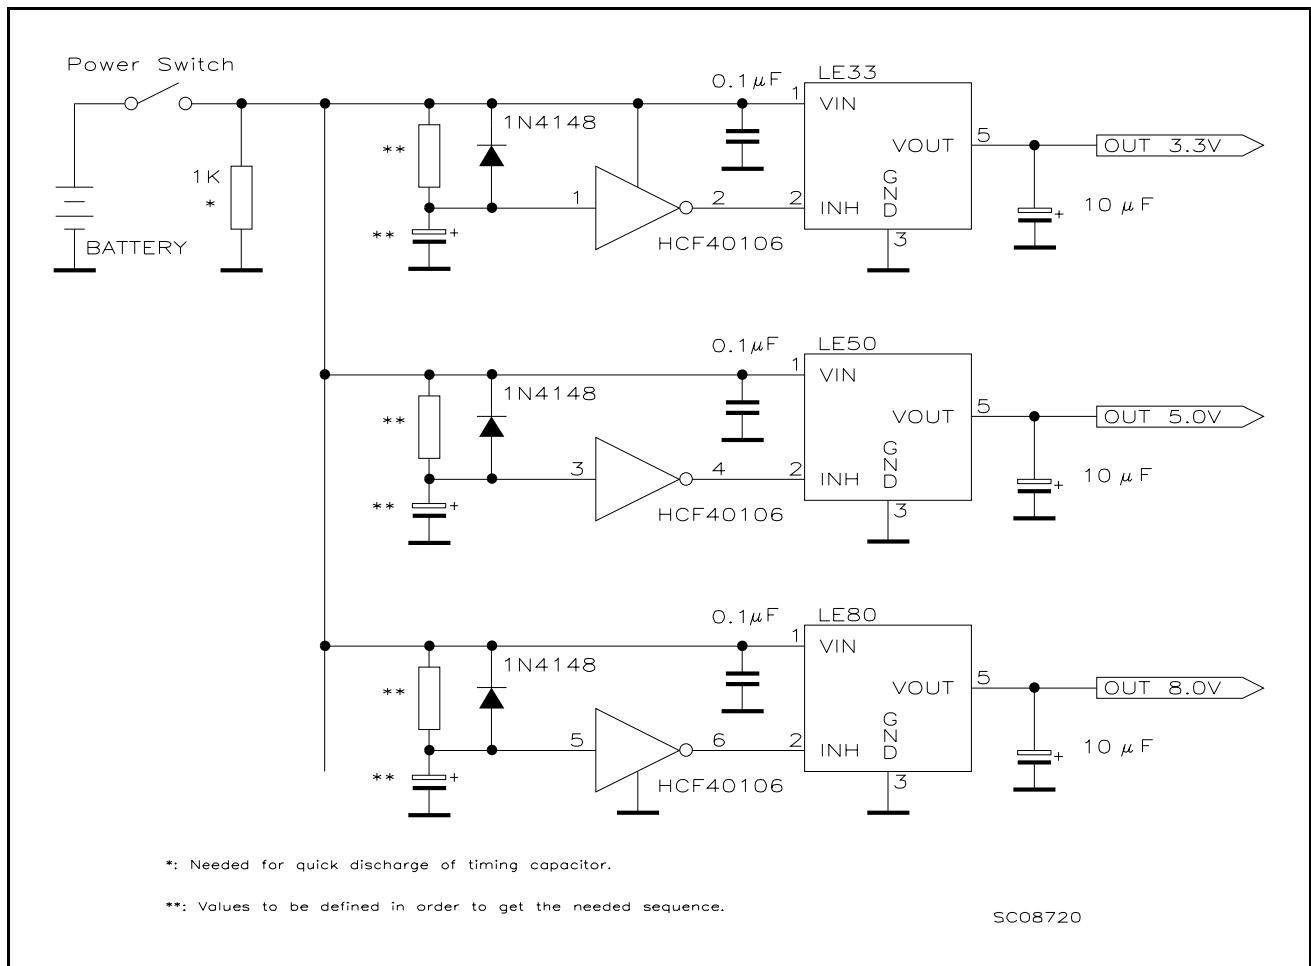 Power Switch
1K
*
BATTERY
**
**
+
1N4148
1
2
HCF40106
0.1μF
LE33
1
VIN
VOUT
5
2
INH
GND
3
OUT 3.3V
+
10 μF
**
**
+
1N4148
3
4
HCF40106
0.1μF
LE50
1
VIN
VOUT
5
2
INH
GND
3
OUT 5.0V
+
10 μF
**
**
+
1N4148
5
6
HCF40106
0.1μF
LE80
1
VIN
VOUT
5
2
INH
GND
3
OUT 8.0V
+
10 μF
*: Needed for quick discharge of timing capacitor.
**: Values to be defined in order to get the needed sequence.
SC08720